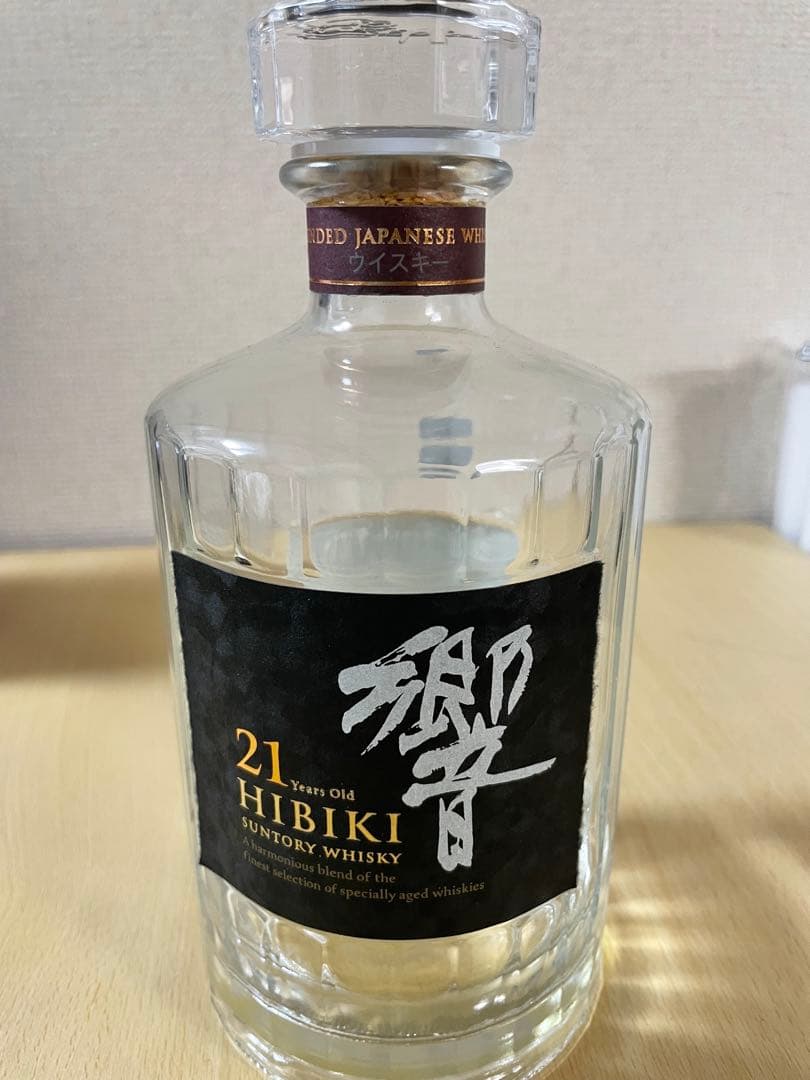 NDED JAPANESE WHI
ウイスキー
響
21 Years Old
HIBIKI
SUNTORY WHISKY
A harmonious blend of the
finest selection of specially aged whiskies